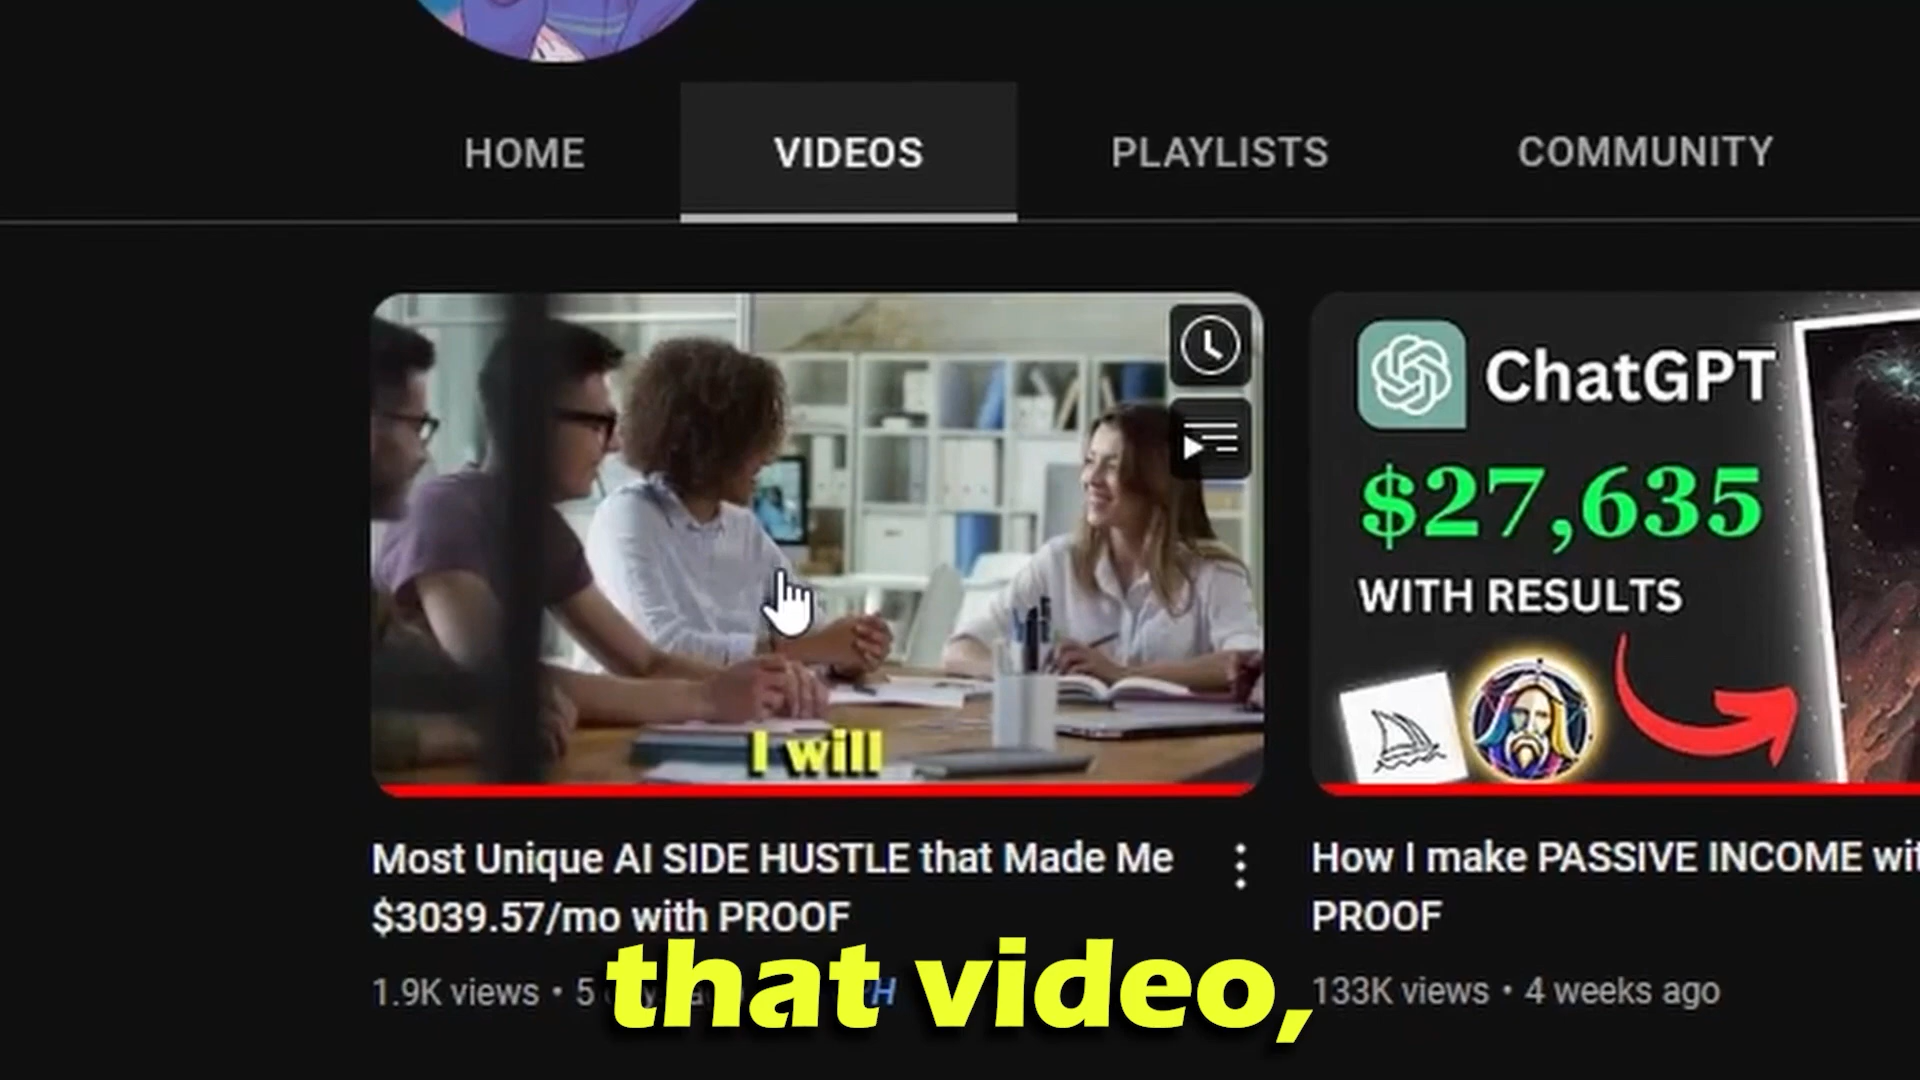 HOME VIDEOS PLAYLISTS COMMUNITY
I will
ChatGPT
$27,635
WITH RESULTS
Most Unique AI SIDE HUSTLE that Made Me
$3039.57/mo with PROOF
1.9K views • 5
How I make PASSIVE INCOME
PROOF
133K views • 4 weeks ago
that video,